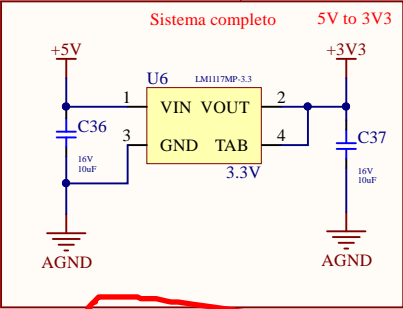 Sistema completo 5V to 3V3
+5V +3V3
U6 LM1117MP-3.3
1 VIN VOUT 2
C36 C37
3 GND TAB 4
16V
10uF
3.3V
16V
10uF
AGND AGND